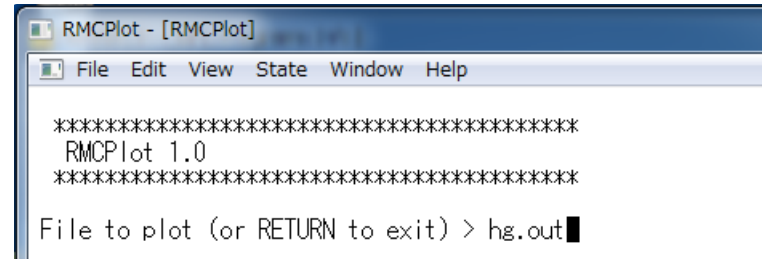 RMCPlot - [RMCPlot]
File Edit View State Window Help
*****************************************
RMCPlot 1.0
*****************************************
File to plot (or RETURN to exit) > hg.out